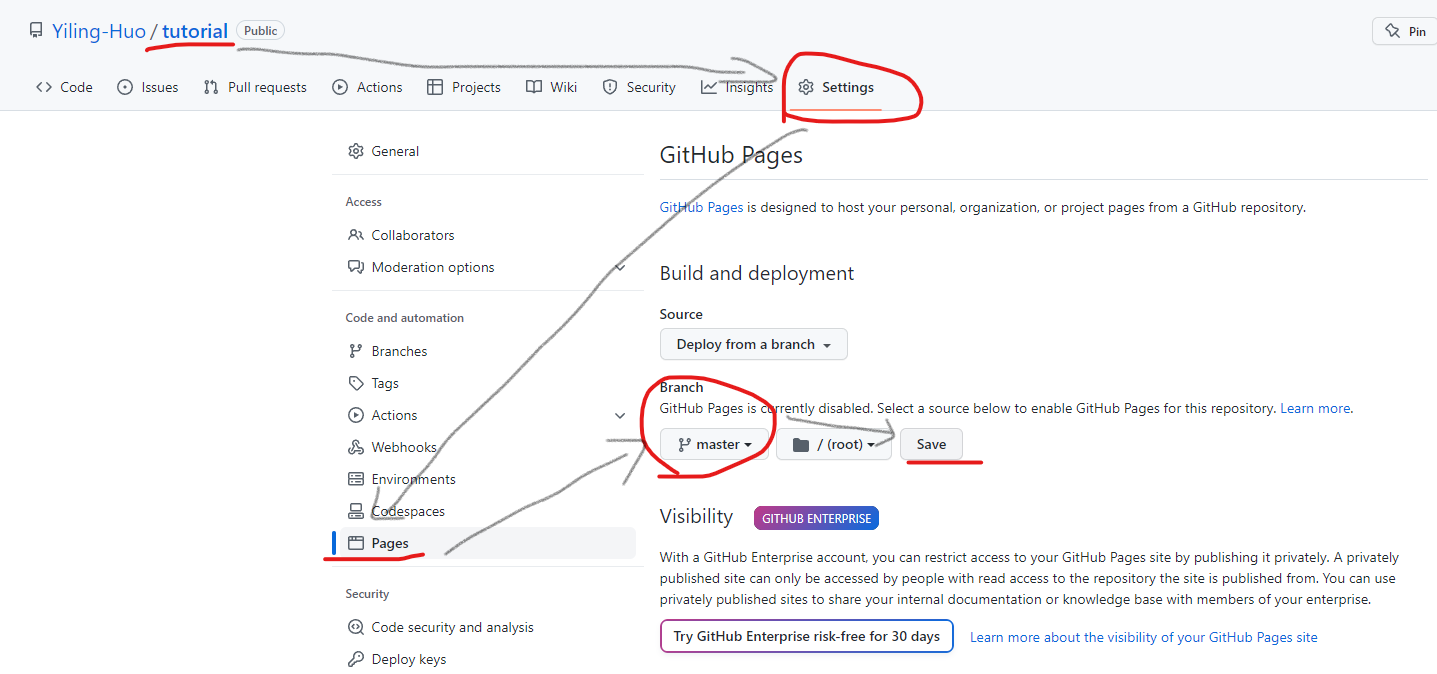 Yiling-Huo / tutorial Public
Pin
Code Issues Pull requests Actions Projects Wiki Security Insights Settings
General
Access
Collaborators
Moderation options
Code and automation
Branches
Tags
Actions
Webhooks
Environments
Codespaces
Pages
Security
Code security and analysis
Deploy keys
GitHub Pages
GitHub Pages is designed to host your personal, organization, or project pages from a GitHub repository.
Build and deployment
Source
Deploy from a branch
Branch
GitHub Pages is currently disabled. Select a source below to enable GitHub Pages for this repository. Learn more.
master / (root) Save
Visibility GITHUB ENTERPRISE
With a GitHub Enterprise account, you can restrict access to your GitHub Pages site by publishing it privately. A privately
published site can only be accessed by people with read access to the repository the site is published from. You can use
privately published sites to share your internal documentation or knowledge base with members of your enterprise.
Try GitHub Enterprise risk-free for 30 days Learn more about the visibility of your GitHub Pages site